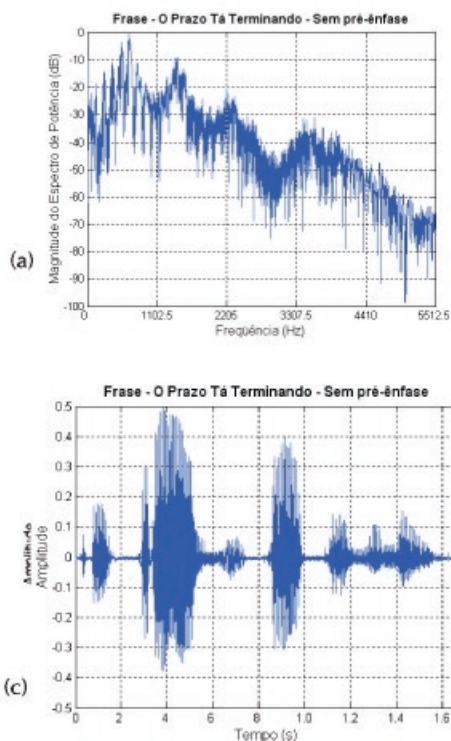 Frase - O Prazo Tá Terminando - Sem pré-ênfase
0
-10
-20
-30
-40
-50
-60
-70
-80
-90
-100
Magnitude do Espectro de Potência (dB)
(a)
0 1102.5 2205 3307.5 4410 5512.5
Freqüência (Hz)
Frase - O Prazo Tá Terminando - Sem pré-ênfase
0.5
0.4
0.3
0.2
0.1
0
-0.1
-0.2
-0.3
-0.4
-0.5
Amplitude
Amplitude
(c)
0 2 4 6 8 1.0 1.2 1.4 1.6
Tempo (s)